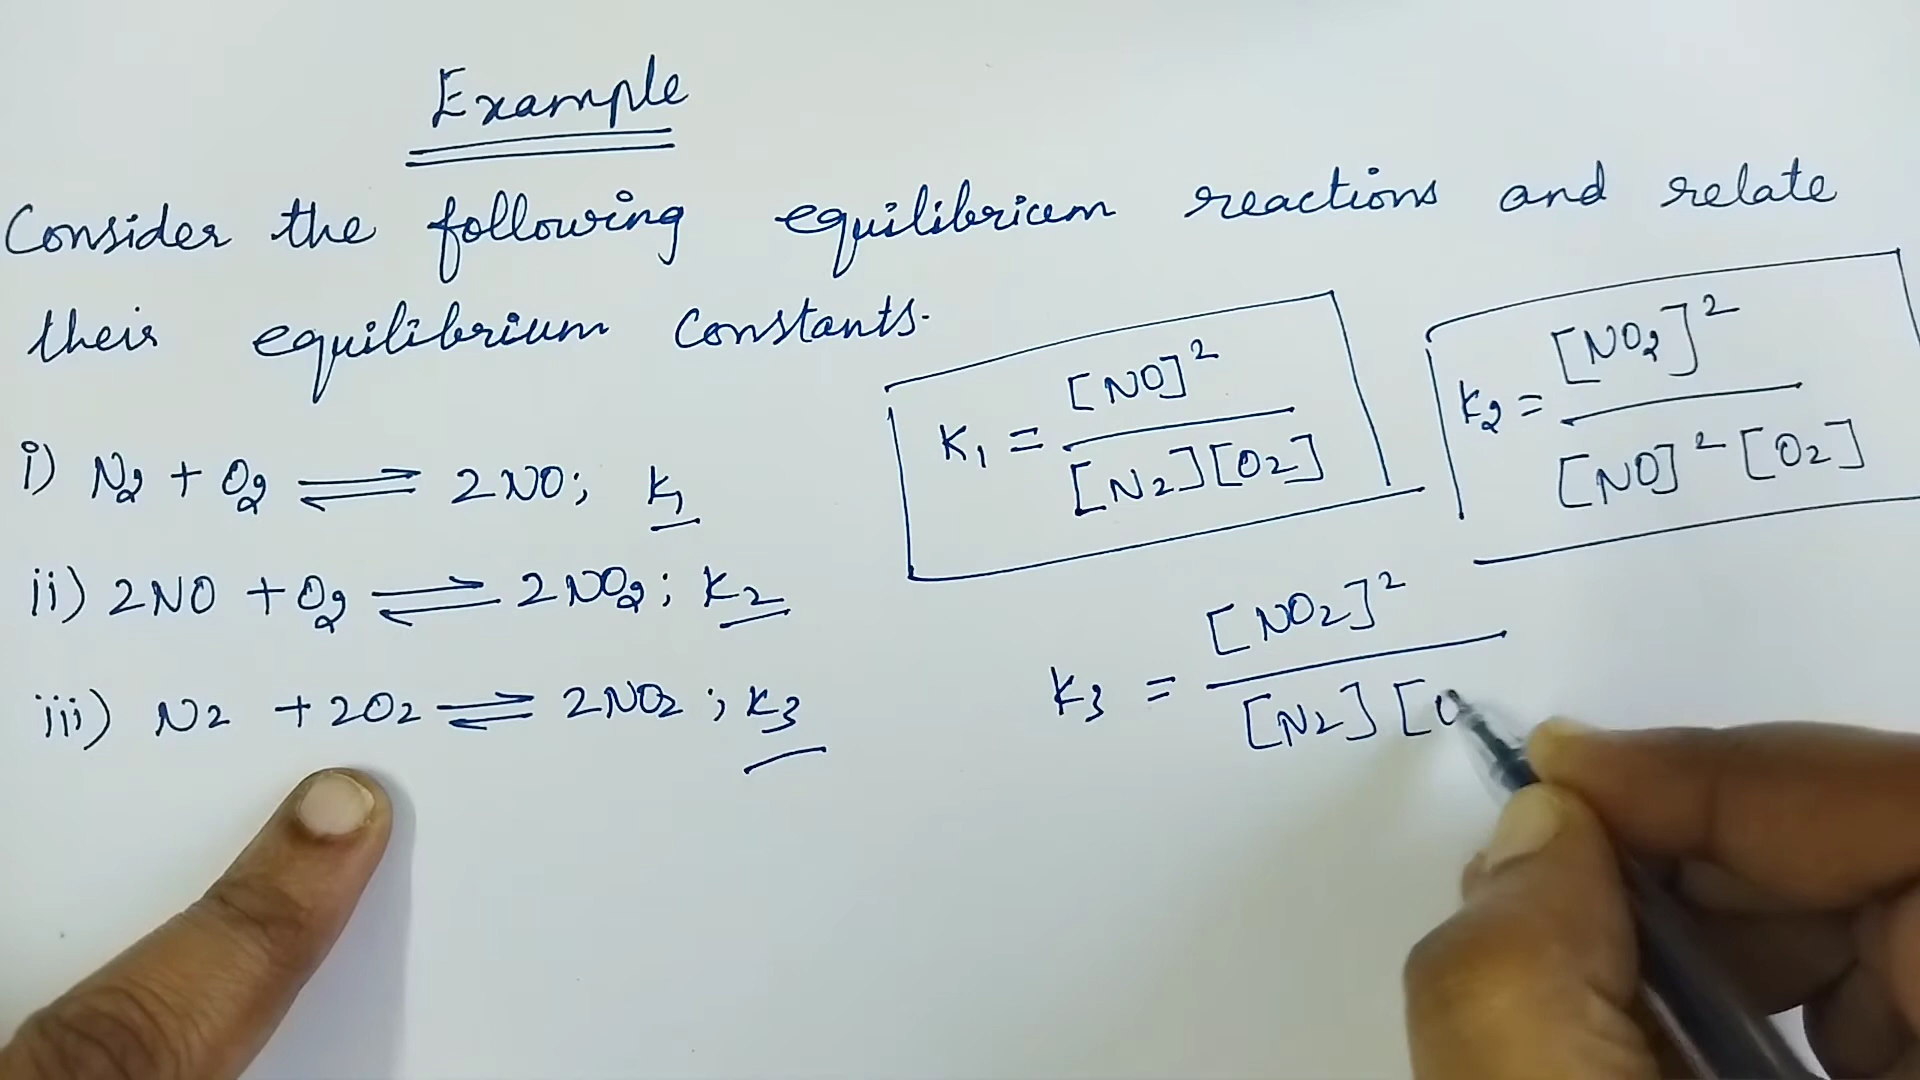 Example
Consider the following equilibrium reactions and relate
their equilibrium constants.
K₁ = [NO]² / [N₂][O₂]
K₂ = [NO₂]² / [NO]²[O₂]
i) N₂ + O₂ ⇌ 2NO; K₁
ii) 2NO + O₂ ⇌ 2NO₂; K₂
iii) N₂ + 2O₂ ⇌ 2NO₂; K₃
K₃ = [NO₂]² / [N₂][O